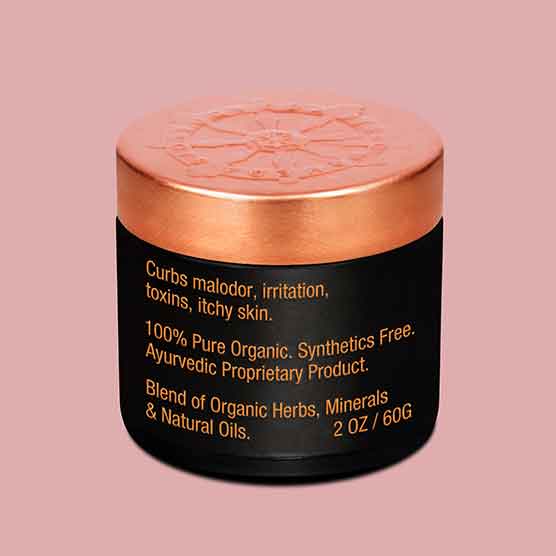 Curbs malodor, irritation,
toxins, itchy skin.
100% Pure Organic. Synthetics Free.
Ayurvedic Proprietary Product.
Blend of Organic Herbs, Minerals
& Natural Oils. 2 OZ / 60G